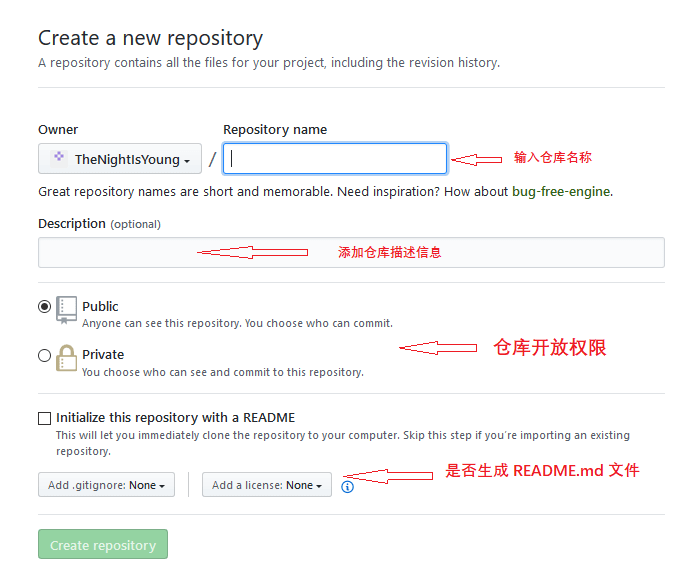 Create a new repository
A repository contains all the files for your project, including the revision history.
Owner
Repository name
TheNightIsYoung / 输入仓库名称
Great repository names are short and memorable. Need inspiration? How about bug-free-engine.
Description (optional)
添加仓库描述信息
Public
Anyone can see this repository. You choose who can commit.
仓库开放权限
Private
You choose who can see and commit to this repository.
Initialize this repository with a README
This will let you immediately clone the repository to your computer. Skip this step if you're importing an existing
repository.
是否生成 README.md 文件
Add .gitignore: None
Add a license: None
Create repository